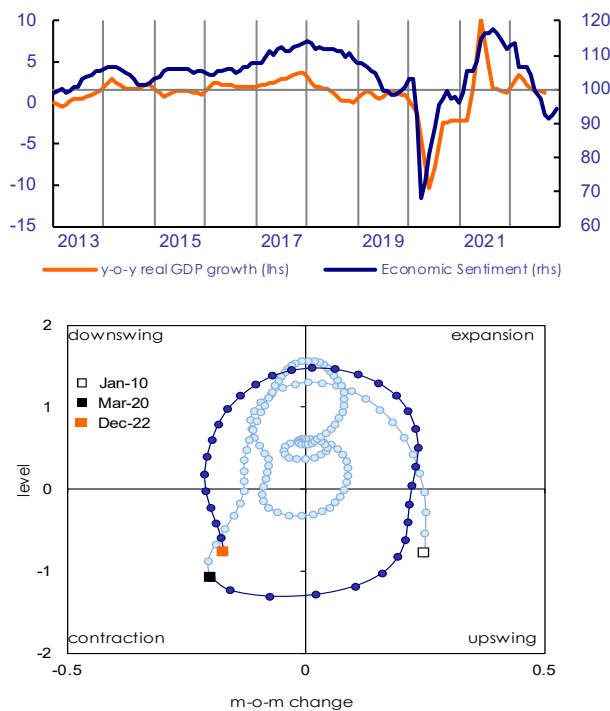 10 120
5 110
0 100
-5 90
-10 80
-15 70
60
2013 2015 2017 2019 2021
y-o-y real GDP growth (lhs) Economic Sentiment (rhs)
2
downswing expansion
Jan-10
Mar-20
Dec-22
1
level
0
-1
contraction upswing
-2
-0.5 0 0.5
m-o-m change